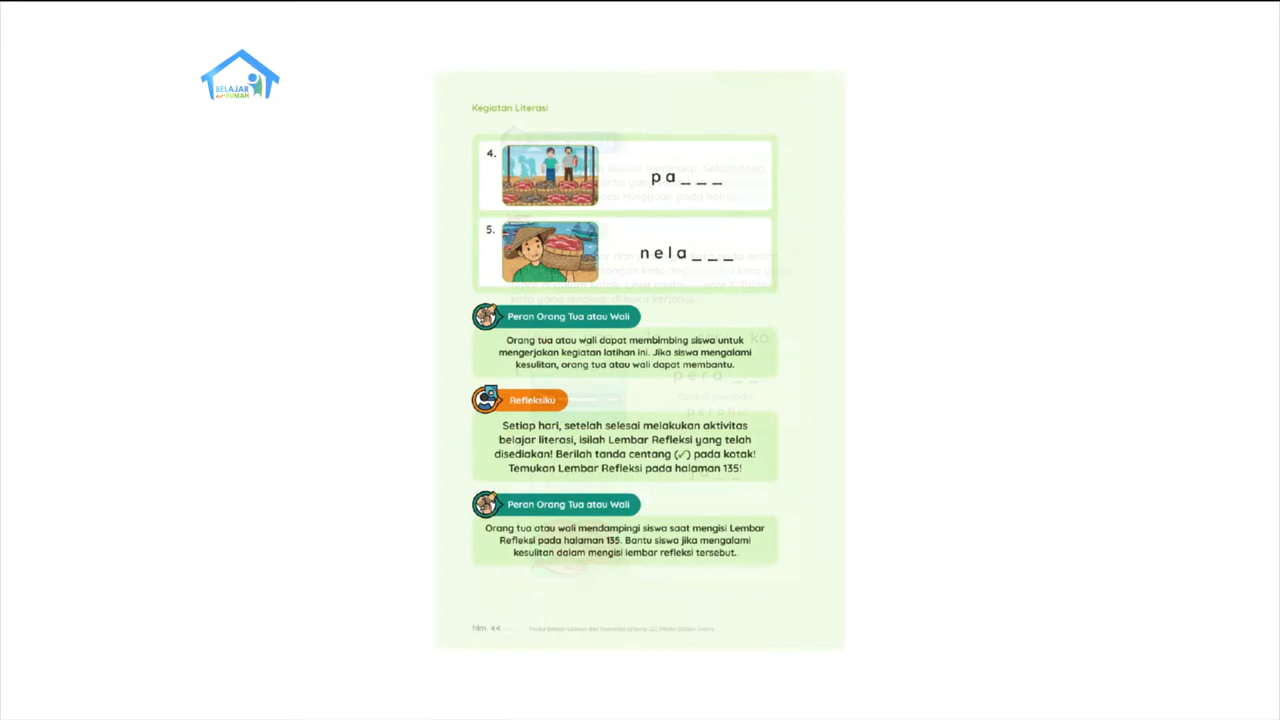 BELAJAR
RUMAH
Kegiatan Literasi
4.
pa_ _ _
5.
nela_ _ _
Peran Orang Tua atau Wali
Orang tua atau wali dapat membimbing siswa untuk
mengerjakan kegiatan latihan ini. Jika siswa mengalami
kesulitan, orang tua atau wali dapat membantu.
Refleksiku
Setiap hari, setelah selesai melakukan aktivitas
belajar literasi, isilah Lembar Refleksi yang telah
disediakan! Berilah tanda centang (✓) pada kotak!
Temukan Lembar Refleksi pada halaman 135!
Peran Orang Tua atau Wali
Orang tua atau wali mendampingi siswa saat mengisi Lembar
Refleksi pada halaman 135. Bantu siswa jika mengalami
kesulitan dalam mengisi lembar refleksi tersebut.
hlm. 44